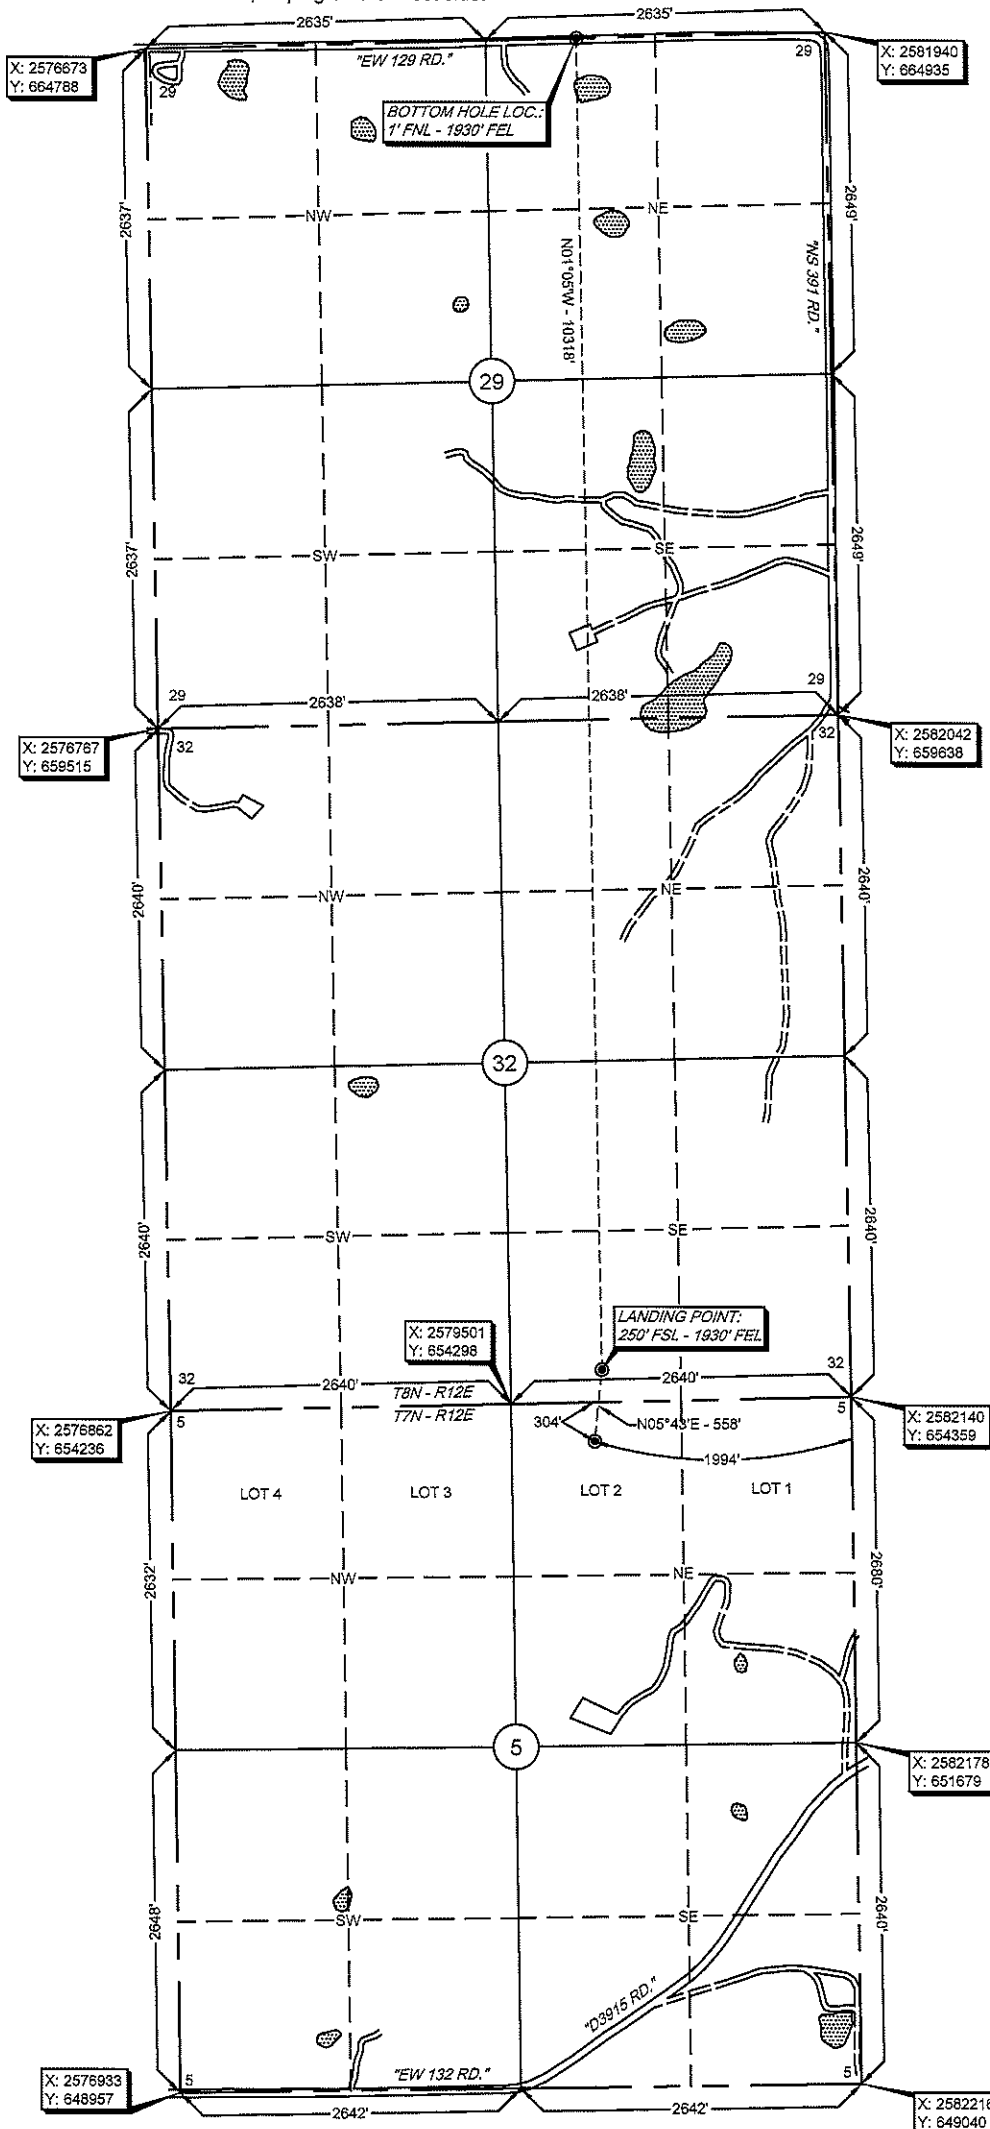 2635'
2635'
X: 2576673
Y: 664788
29
"EW 129 RD."
29
X: 2581940
Y: 664935
BOTTOM HOLE LOC.:
1' FNL - 1930' FEL
2637'
NW
NE
2649'
N01°05'W - 10318'
"NS 391 RD."
29
2637'
SW
SE
2649'
29
2638'
2638'
29
X: 2576767
Y: 659515
32
32
X: 2582042
Y: 659638
2640'
NW
NE
2640'
32
2640'
SW
SE
2640'
LANDING POINT:
250' FSL - 1930' FEL
X: 2579501
Y: 654298
32
2640'
T8N - R12E
2640'
32
5
T7N - R12E
304'
N05°43'E - 558'
5
X: 2576862
Y: 654236
X: 2582140
Y: 654359
1994'
LOT 4
LOT 3
LOT 2
LOT 1
2632'
NW
NE
2680'
5
X: 2582178
Y: 651679
2648'
SW
SE
2640'
"D3915 RD."
X: 2576933
Y: 648957
5
"EW 132 RD."
5
2642'
2642'
X: 2582216
Y: 649040